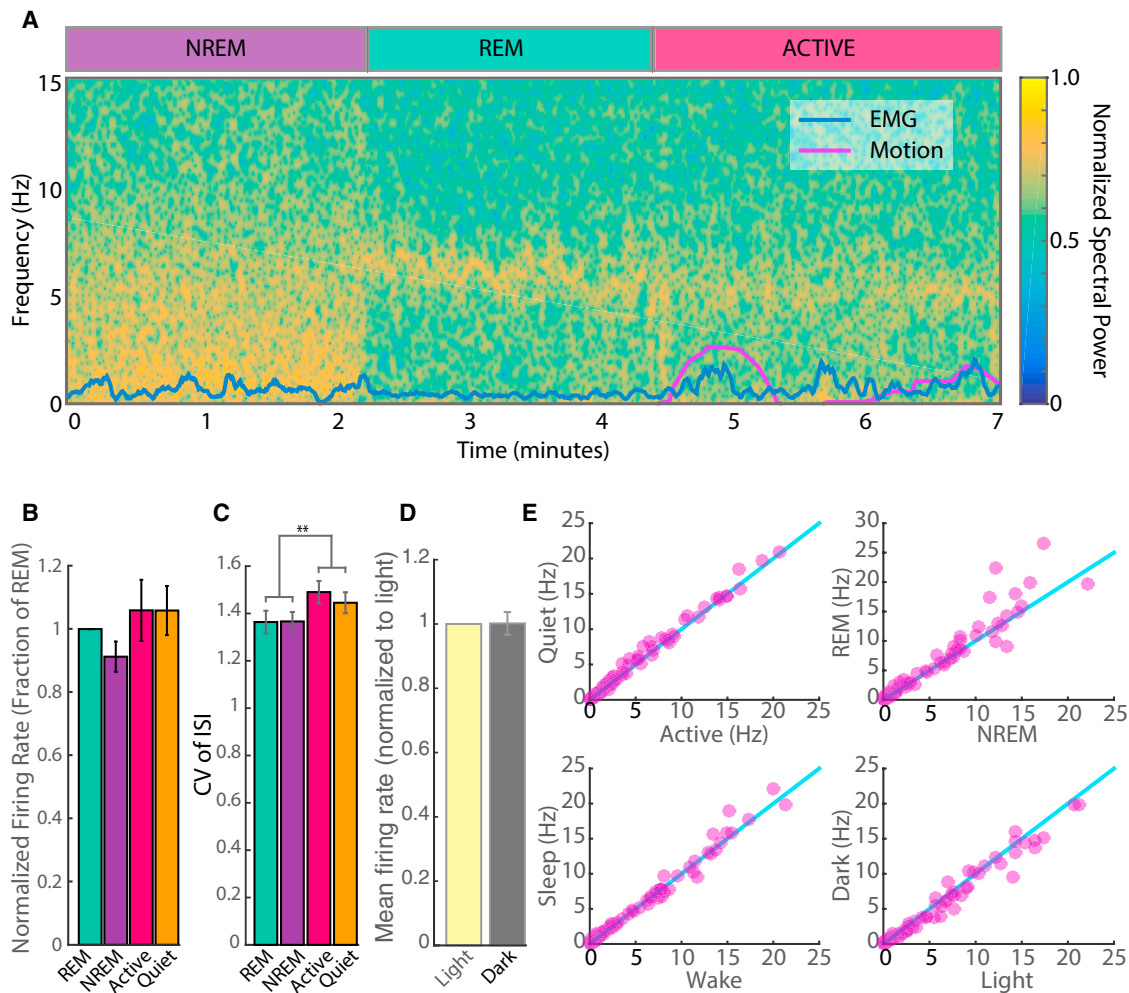 A
NREM REM ACTIVE
15
10
5
0
Frequency (Hz)
EMG
Motion
0 1 2 3 4 5 6 7
Time (minutes)
1.0
0.5
0
Normalized Spectral Power
B
Normalized Firing Rate (Fraction of REM)
1.2
1
0.8
0.6
0.4
0.2
0
REM NREM Active Quiet
C
**
CV of ISI
1.6
1.4
1.2
1.4
1.6
1.8
1.4
1.2
0
REM NREM Active Quiet
D
Mean firing rate (normalized to light)
1.2
1
0.8
0.6
0.4
0.2
0
Light Dark
E
Quiet (Hz)
25
20
15
10
5
0
0 5 10 15 20 25
Active (Hz)
REM (Hz)
30
25
20
15
10
5
0
0 5 10 15 20 25
NREM
Sleep (Hz)
25
20
15
10
5
0
0 5 10 15 20 25
Wake
Dark (Hz)
25
20
15
10
5
0
0 5 10 15 20 25
Light